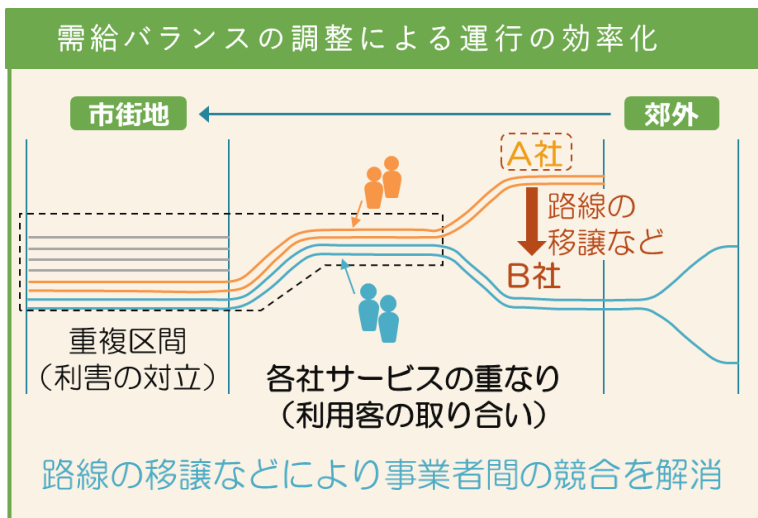 需給バランスの調整による運行の効率化
市街地
郊外
A社
路線の
移譲など
B社
重複区間
（利害の対立）
各社サービスの重なり
（利用客の取り合い）
路線の移譲などにより事業者間の競合を解消